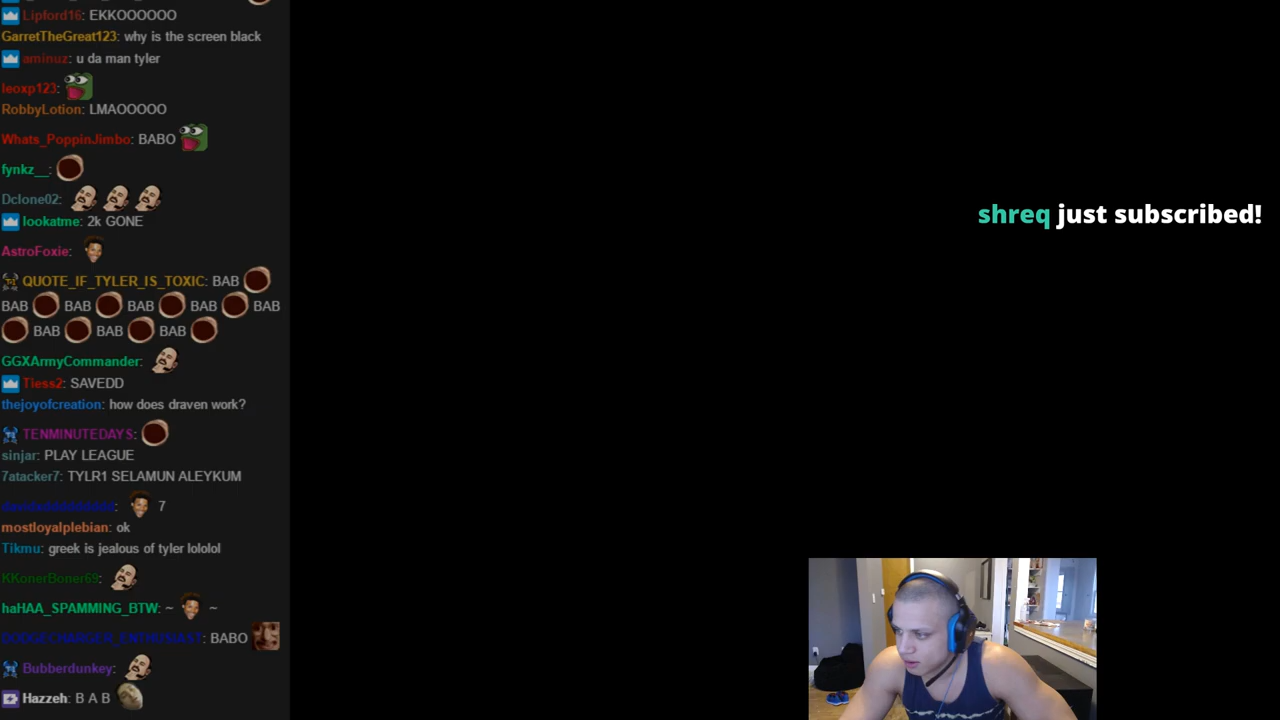 Lipford16: EKKOOOOOO
GarretTheGreat123: why is the screen black
aminuz: u da man tyler
leoxp123:
RobbyLotion: LMAOOOOO
Whats_PoppinJimbo: BABO
fynkz__:
Dclone02:
lookatme: 2k GONE
AstroFoxie:
QUOTE_IF_TYLER_IS_TOXIC: BAB
BAB BAB BAB BAB BAB
BAB BAB BAB
GGXArmyCommander:
Tiess2: SAVEDD
thejoyofcreation: how does draven work?
TENMINUTEDAYS:
sinjar: PLAY LEAGUE
7atacker7: TYLR1 SELAMUN ALEYKUM
: 7
mostloyalplebian: ok
Tikmu: greek is jealous of tyler lololol
KKonerBoner69:
haHAA_SPAMMING_BTW: ~ ~
DODGECHARGER_ENTHUSIAST: BABO
Bubberdunkey:
Hazzeh: B A B
shreq just subscribed!